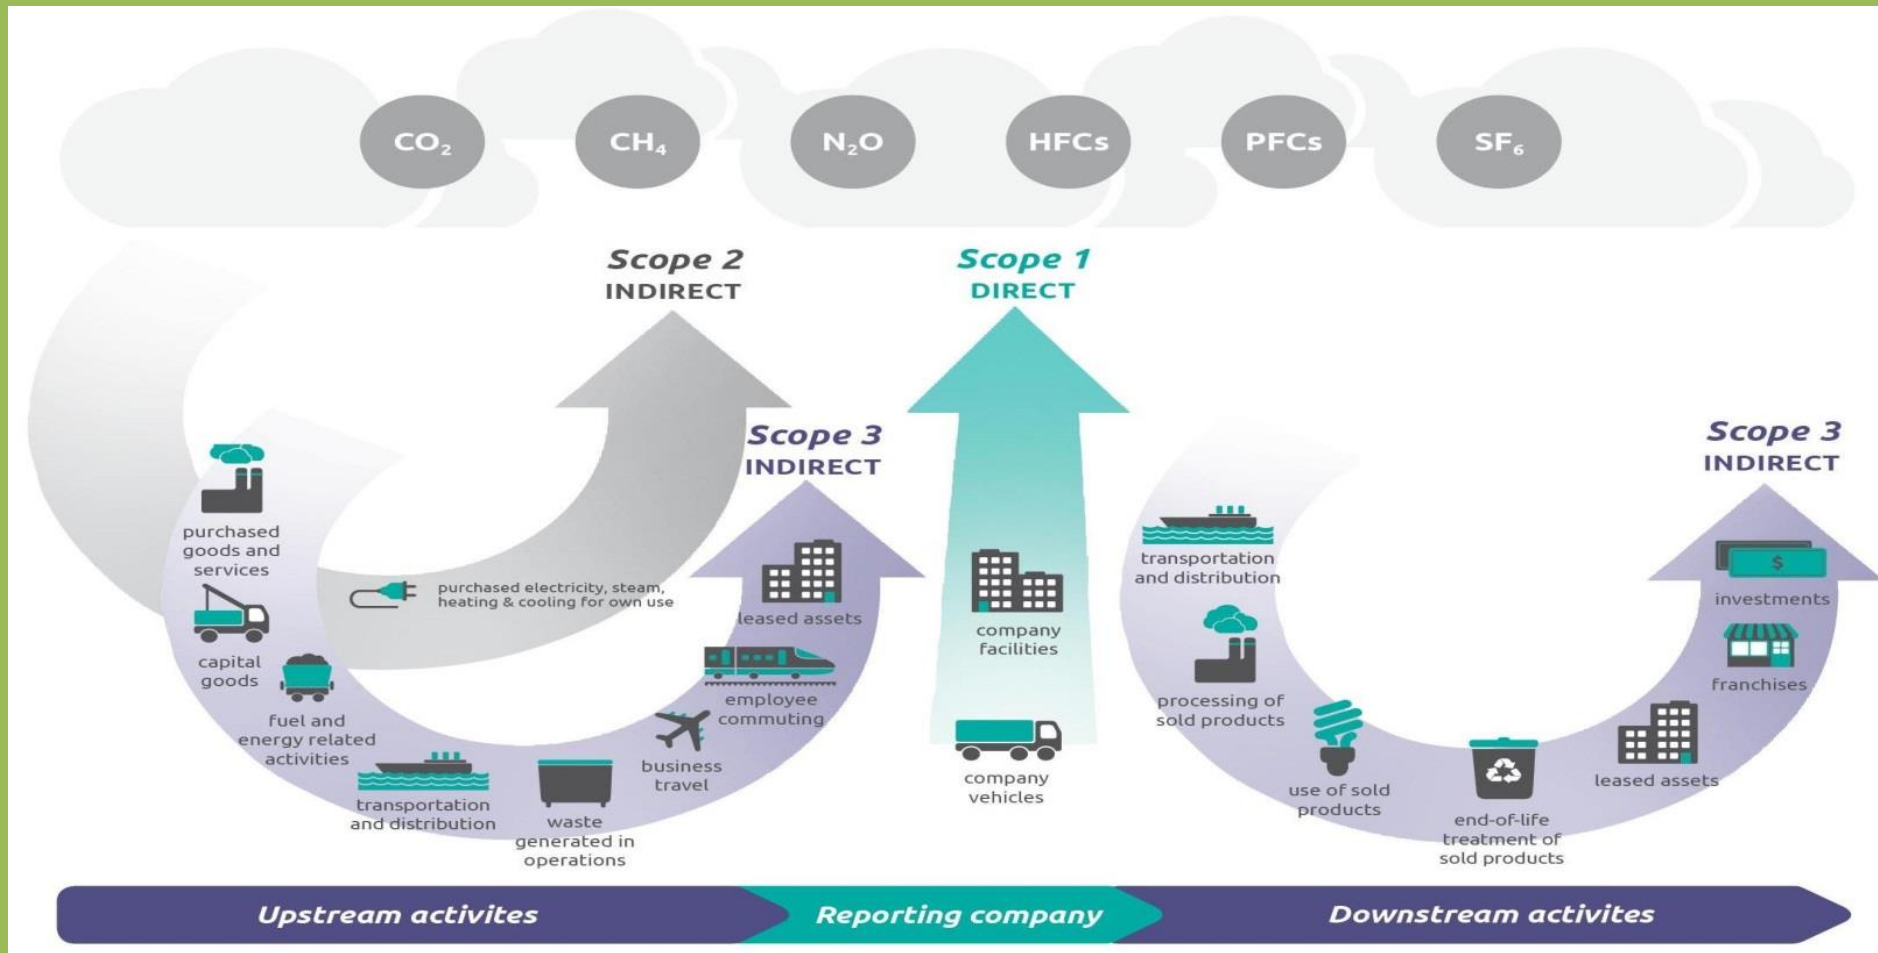 CO₂
CH₄
N₂O
HFCs
PFCs
SF₆
Scope 2
INDIRECT
Scope 1
DIRECT
Scope 3
INDIRECT
Scope 3
INDIRECT
purchased
goods and
services
capital
goods
fuel and
energy related
activities
transportation
and distribution
waste
generated in
operations
business
travel
employee
commuting
leased assets
purchased electricity, steam,
heating & cooling for own use
company
facilities
company
vehicles
transportation
and distribution
processing of
sold products
use of sold
products
end-of-life
treatment of
sold products
leased assets
franchises
$
investments
Upstream activites
Reporting company
Downstream activites